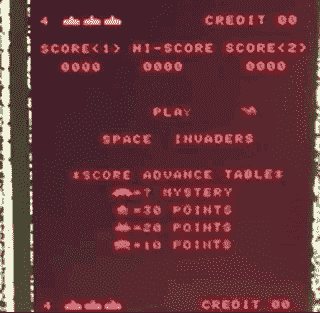 4 CREDIT 00
SCORE<1> HI-SCORE SCORE<2>
0000 0000 0000
PLAY
SPACE INVADERS
*SCORE ADVANCE TABLE*
=? MYSTERY
=30 POINTS
=20 POINTS
=10 POINTS
4 CREDIT 00